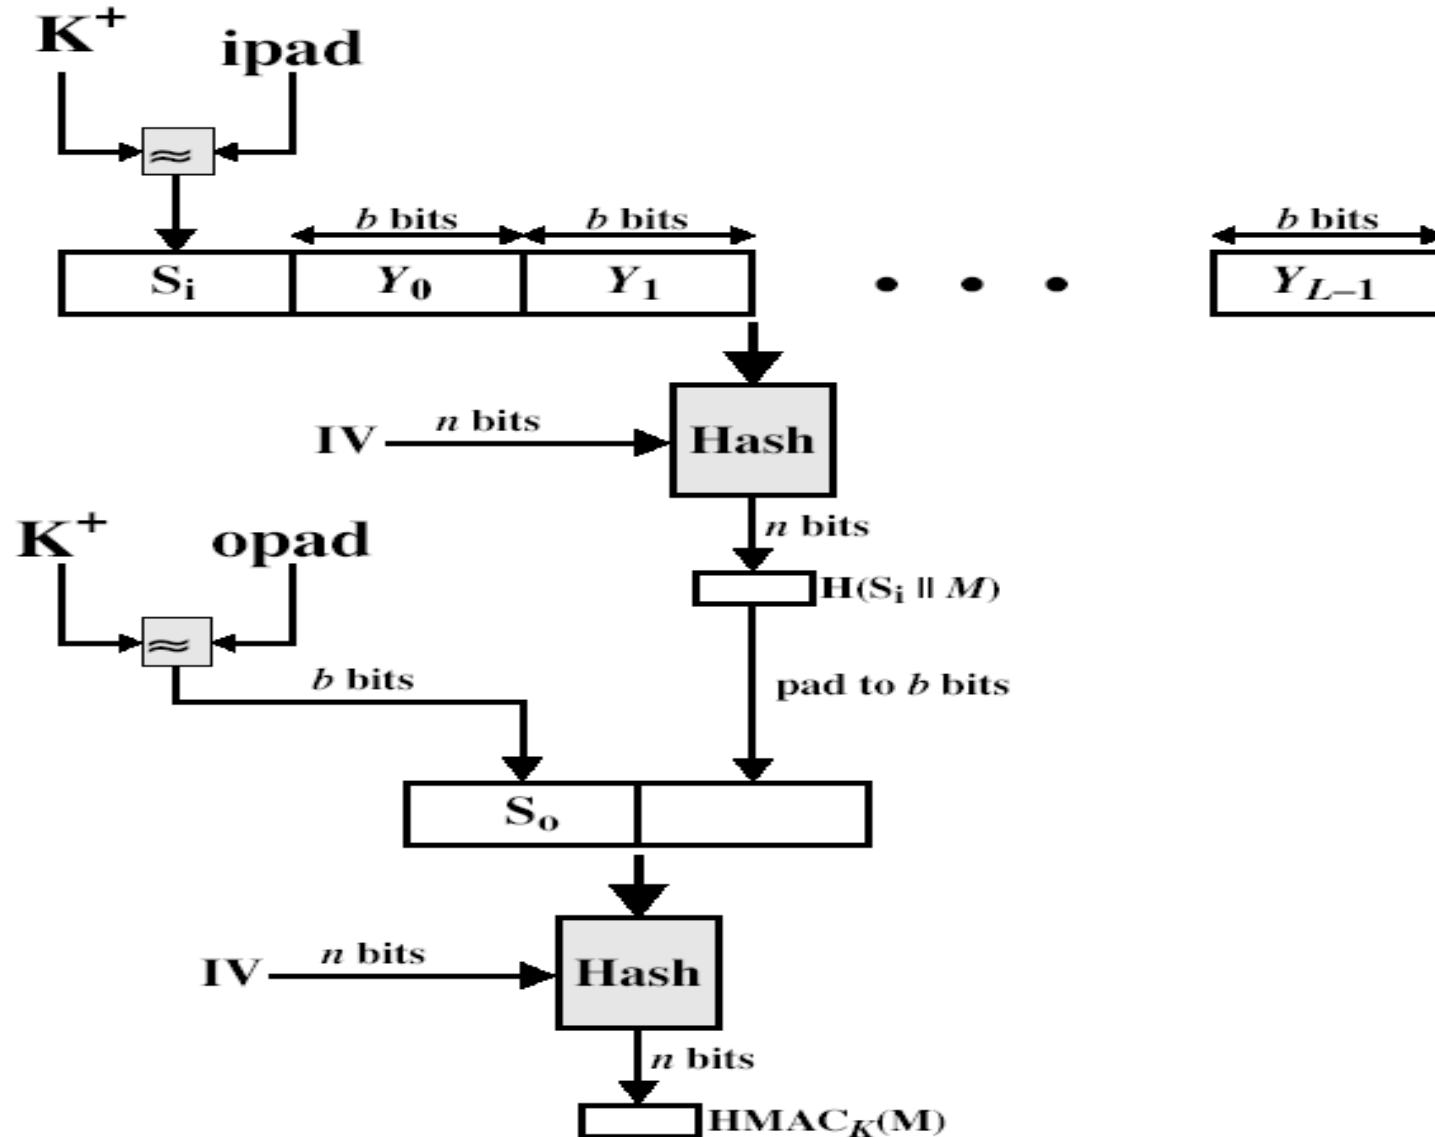 K+ ipad
≈
b bits b bits b bits
Si Y0 Y1 • • • YL–1
IV n bits Hash
n bits
K+ opad
H(Si || M)
≈
b bits pad to b bits
So
IV n bits Hash
n bits
HMACK(M)